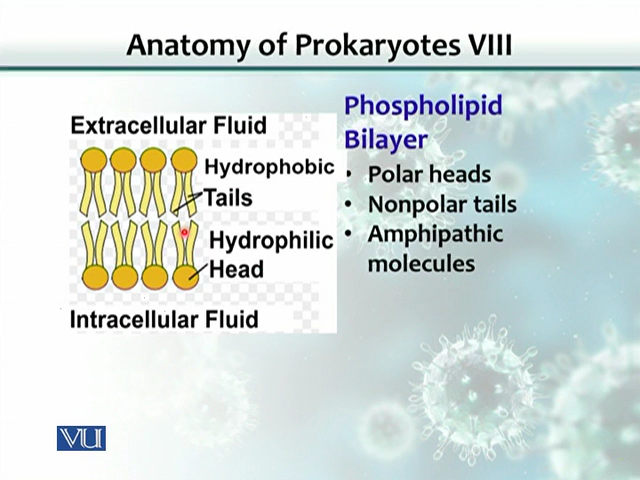 Anatomy of Prokaryotes VIII
Extracellular Fluid
Hydrophobic
Tails
Hydrophilic
Head
Intracellular Fluid
Phospholipid
Bilayer
• Polar heads
• Nonpolar tails
• Amphipathic
molecules
VU